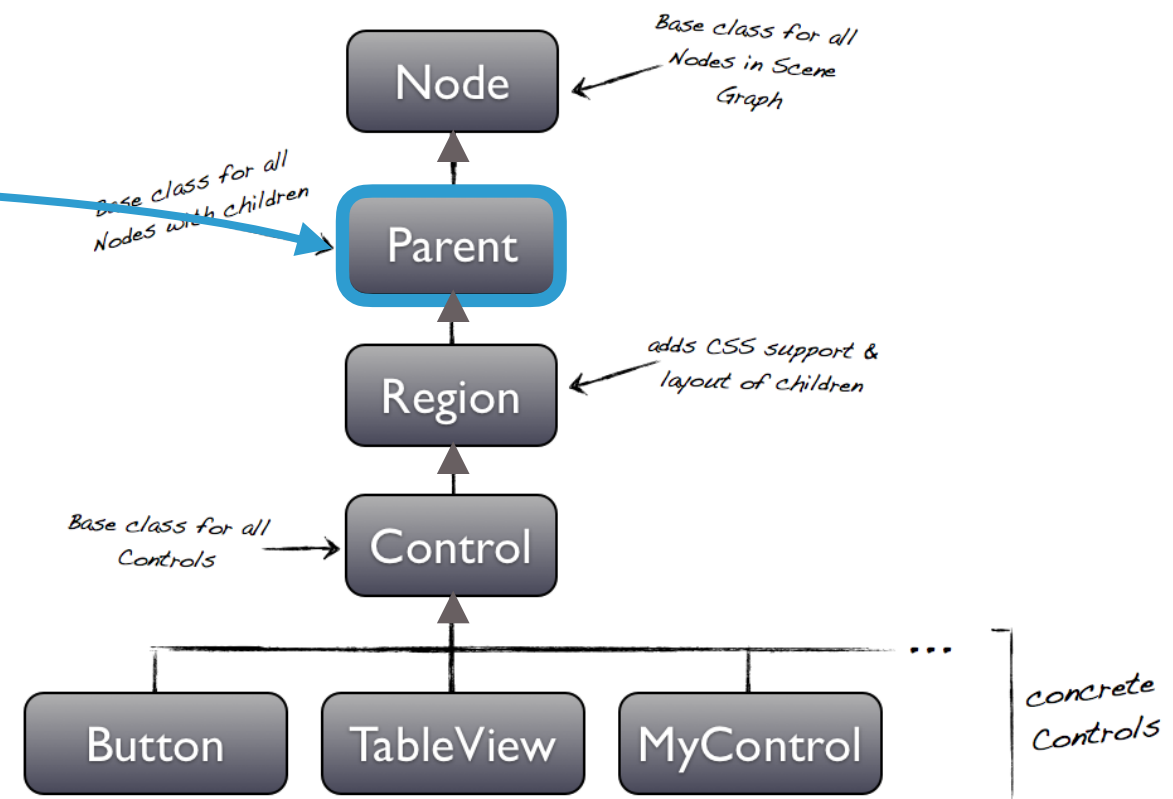 Node
Base class for all
Nodes in Scene
Graph
Base class for all
Nodes with children
Parent
Region
adds CSS support &
layout of children
Base class for all
Controls
Control
...
Button
TableView
MyControl
concrete
Controls